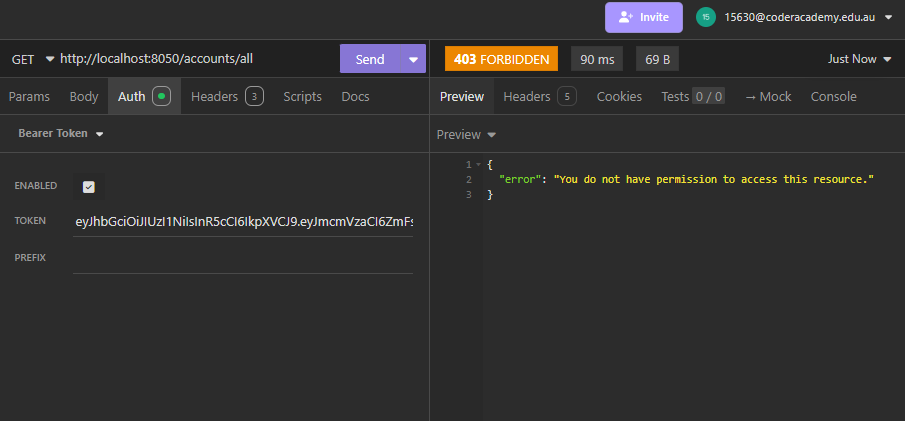 Invite
15
15630@coderacademy.edu.au
GET http://localhost:8050/accounts/all Send
403 FORBIDDEN 90 ms 69 B Just Now
Params Body Auth Headers 3 Scripts Docs
Preview Headers 5 Cookies Tests 0 / 0 → Mock Console
Bearer Token
Preview
ENABLED
TOKEN eyJhbGciOiJIUzI1NiIsInR5cCI6IkpXVCJ9.eyJmcmVzaCI6ZmFs
PREFIX
1 {
2 "error": "You do not have permission to access this resource."
3 }